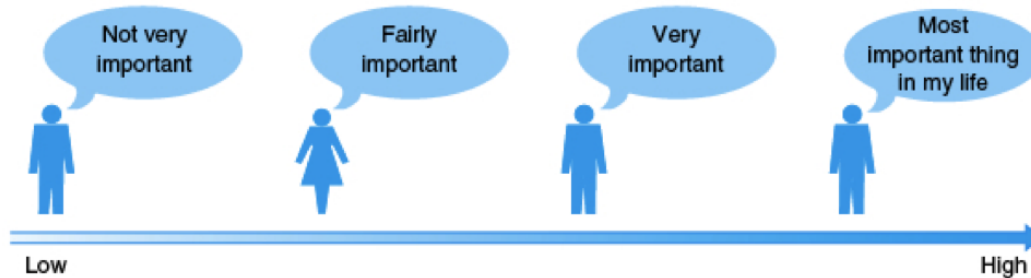 Not very
important
Fairly
important
Very
important
Most
important thing
in my life
Low
High